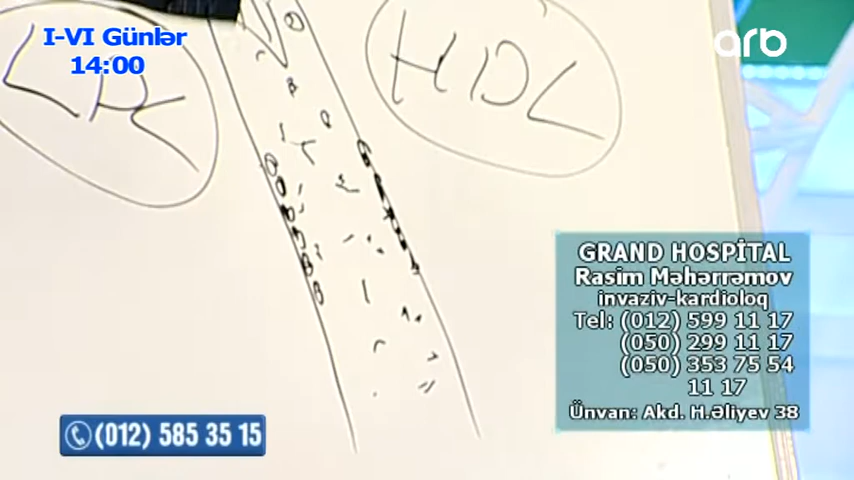 I-VI Günlər
14:00
arb
LDL
HDL
GRAND HOSPİTAL
Rasim Məhərrəmov
invaziv-kardioloq
Tel: (012) 599 11 17
(050) 299 11 17
(050) 353 75 54
11 17
Ünvan: Akd. H.Əliyev 38
(012) 585 35 15